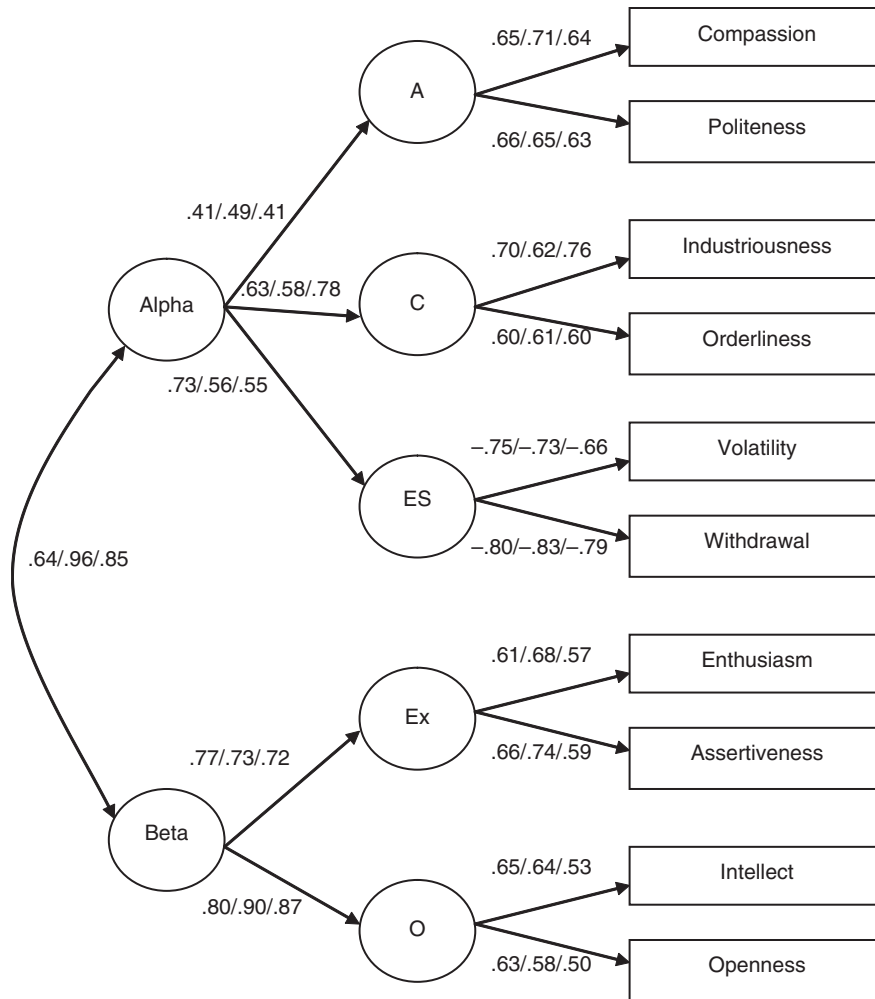 .65/.71/.64
Compassion
A
Politeness
.66/.65/.63
.41/.49/.41
.70/.62/.76
Industriousness
.63/.58/.78
C
Alpha
.60/.61/.60
Orderliness
.73/.56/.55
–.75/–.73/–.66
Volatility
ES
–.80/–.83/–.79
Withdrawal
.64/.96/.85
.61/.68/.57
Enthusiasm
Ex
.77/.73/.72
.66/.74/.59
Assertiveness
Beta
.65/.64/.53
Intellect
.80/.90/.87
O
.63/.58/.50
Openness